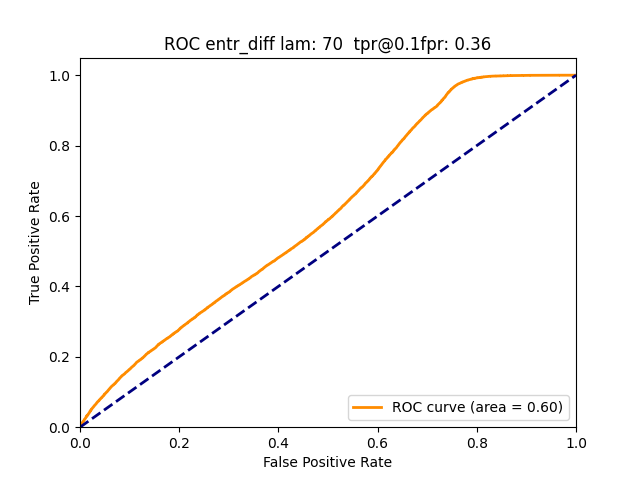 ROC entr_diff lam: 70  tpr@0.1fpr: 0.36
True Positive Rate
1.0
0.8
0.6
0.4
0.2
0.0
ROC curve (area = 0.60)
0.0 0.2 0.4 0.6 0.8 1.0
False Positive Rate